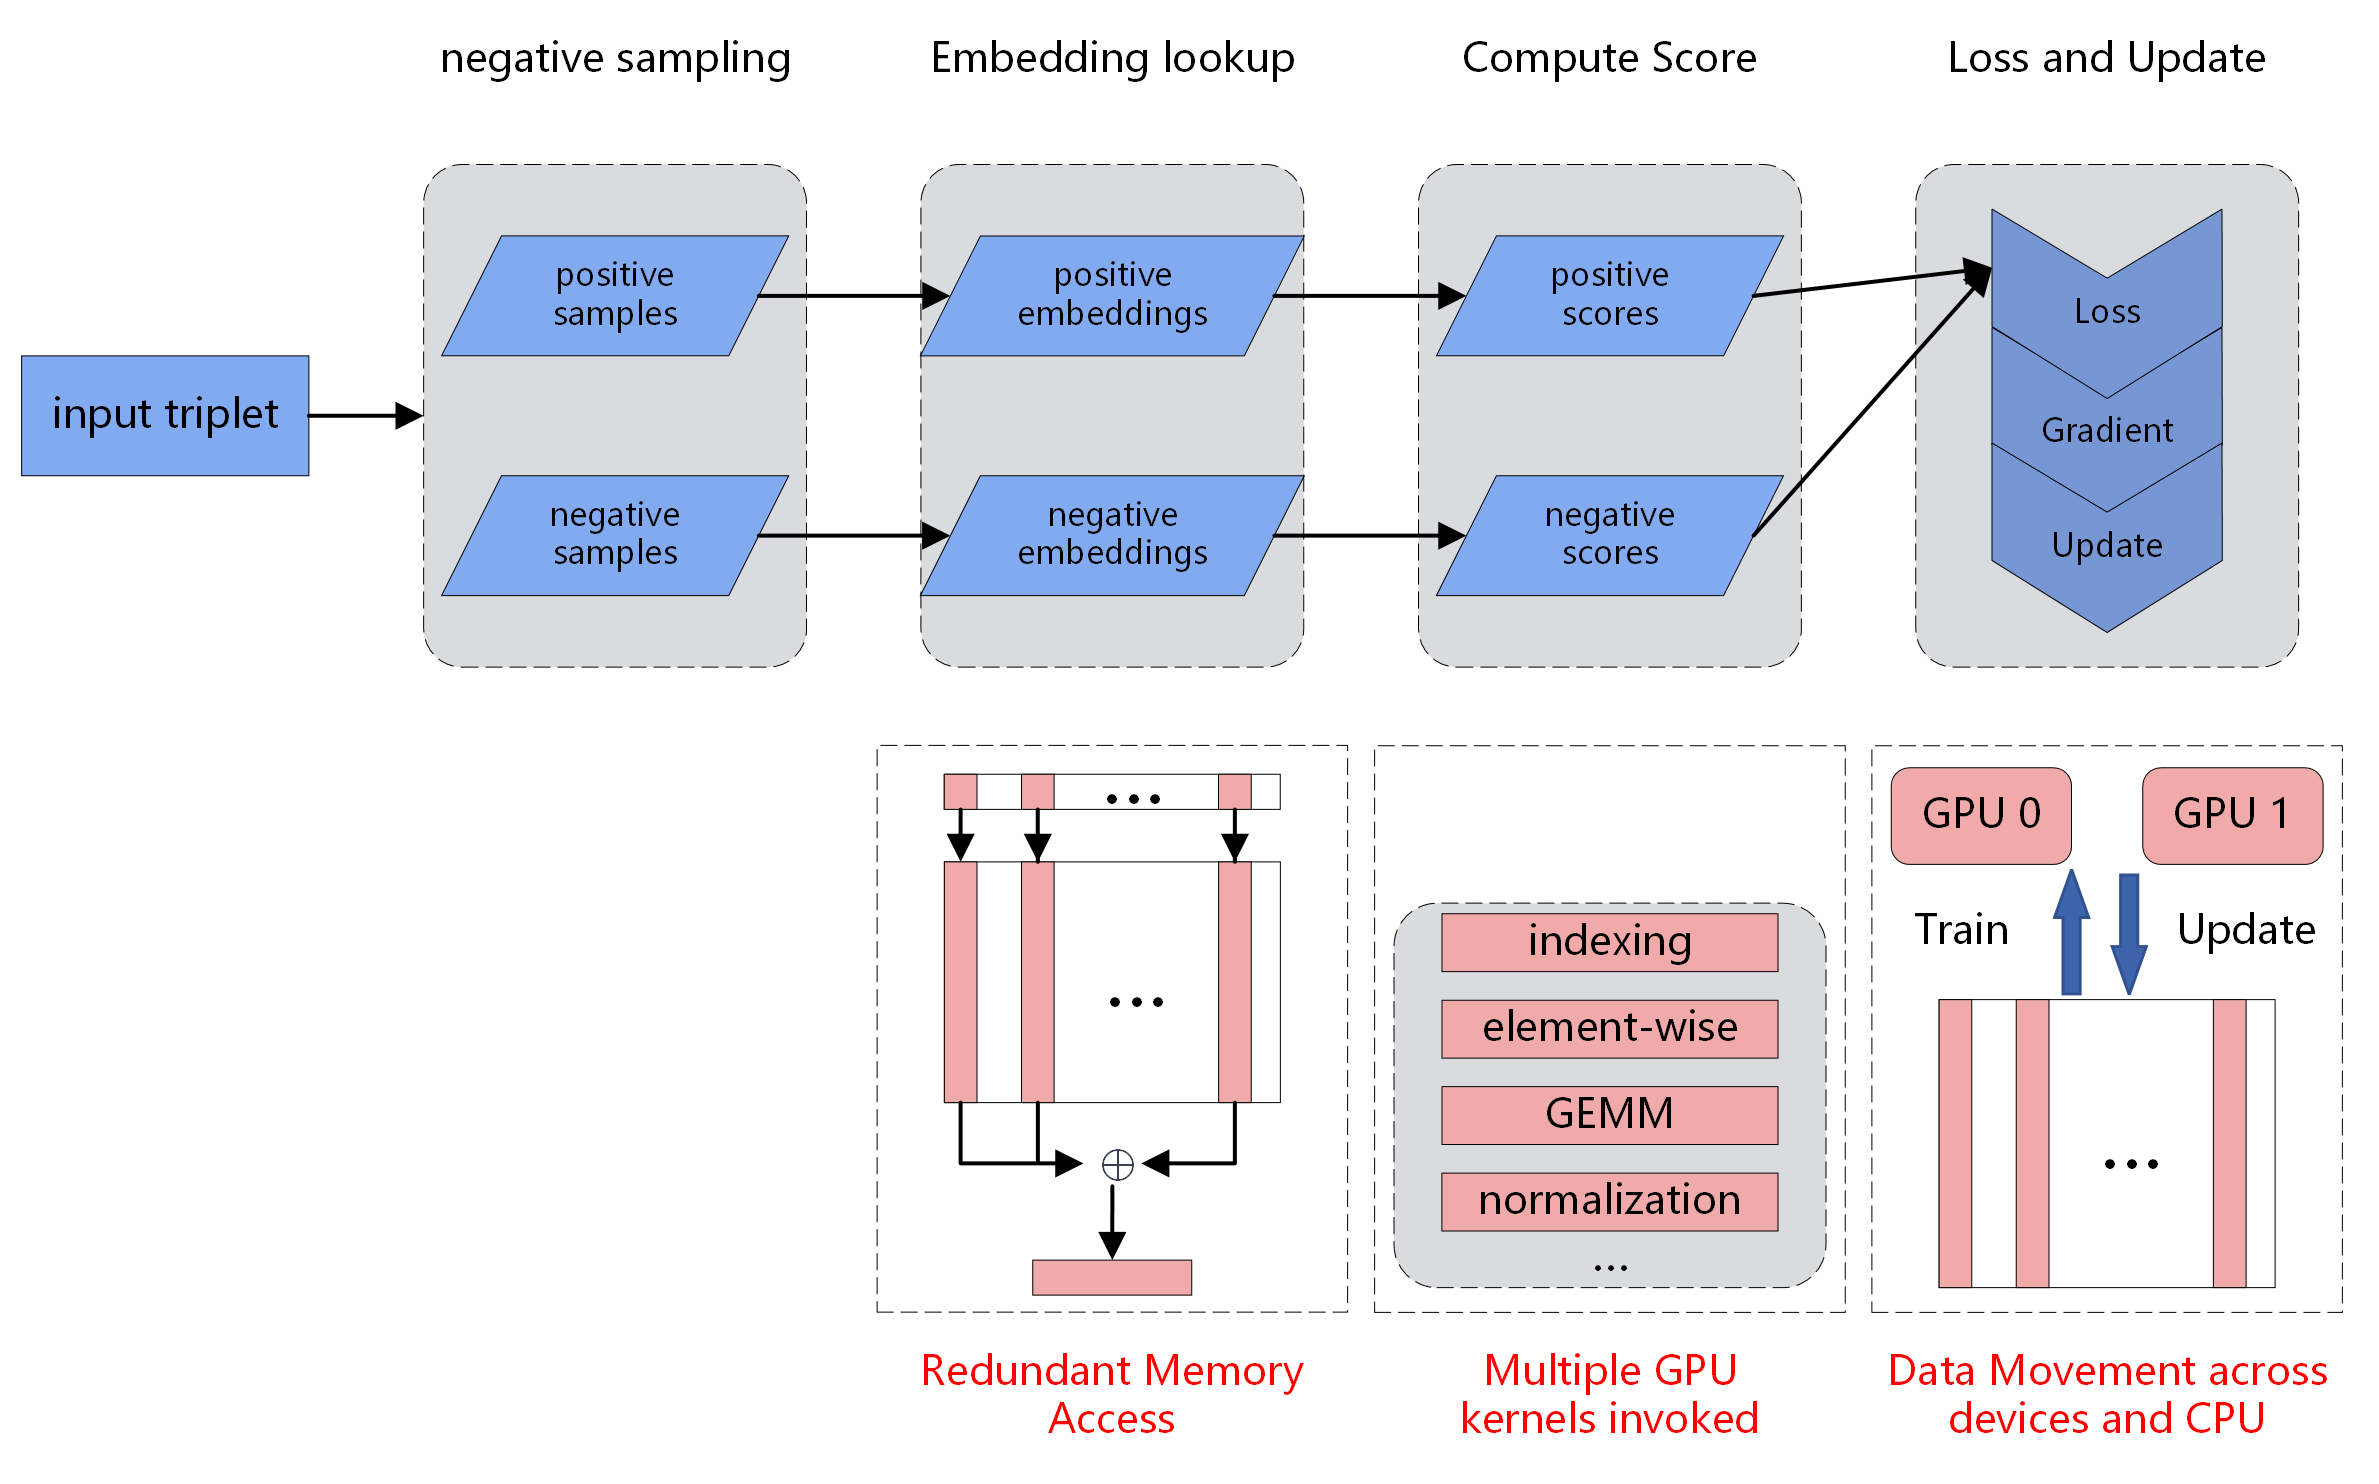 negative sampling
Embedding lookup
Compute Score
Loss and Update
input triplet
positive
samples
negative
samples
positive
embeddings
negative
embeddings
positive
scores
negative
scores
Loss
Gradient
Update
...
...
Redundant Memory
Access
indexing
element-wise
GEMM
normalization
...
Multiple GPU
kernels invoked
GPU 0
GPU 1
Train
Update
...
Data Movement across
devices and CPU